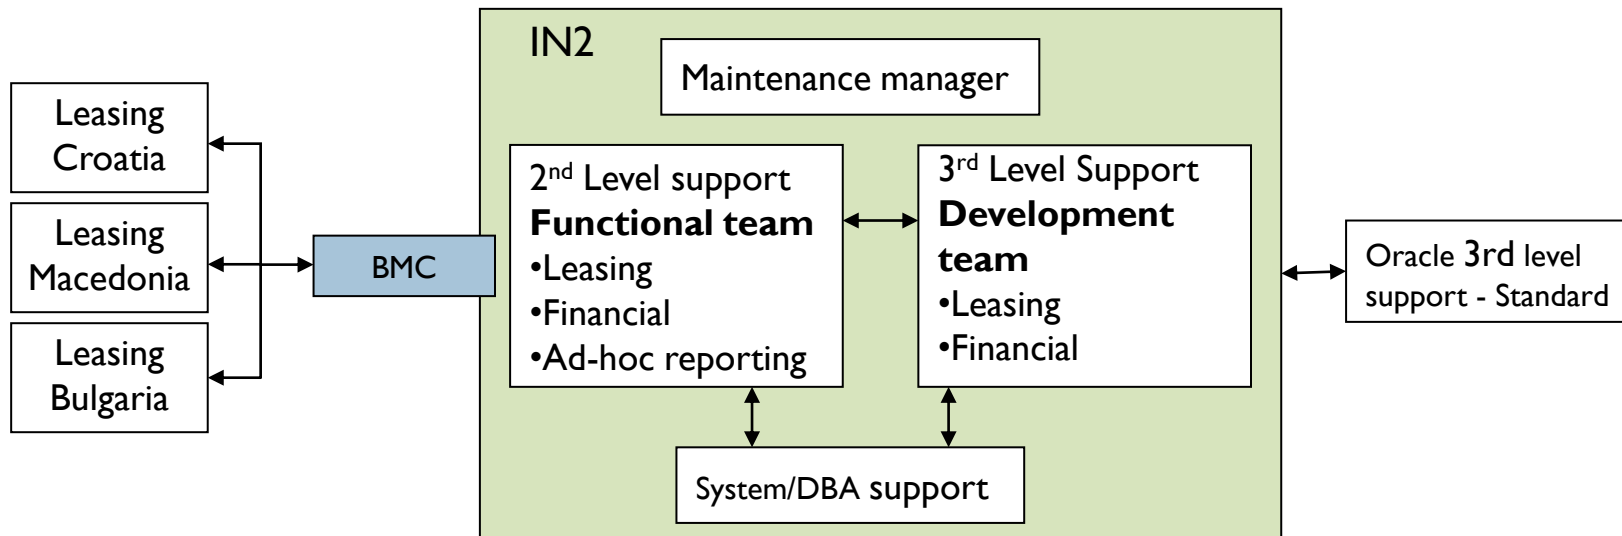 IN2
Maintenance manager
Leasing
Croatia
Leasing
Macedonia
Leasing
Bulgaria
BMC
2nd Level support
Functional team
•Leasing
•Financial
•Ad-hoc reporting
3rd Level Support
Development
team
•Leasing
•Financial
System/DBA support
Oracle 3rd level
support - Standard